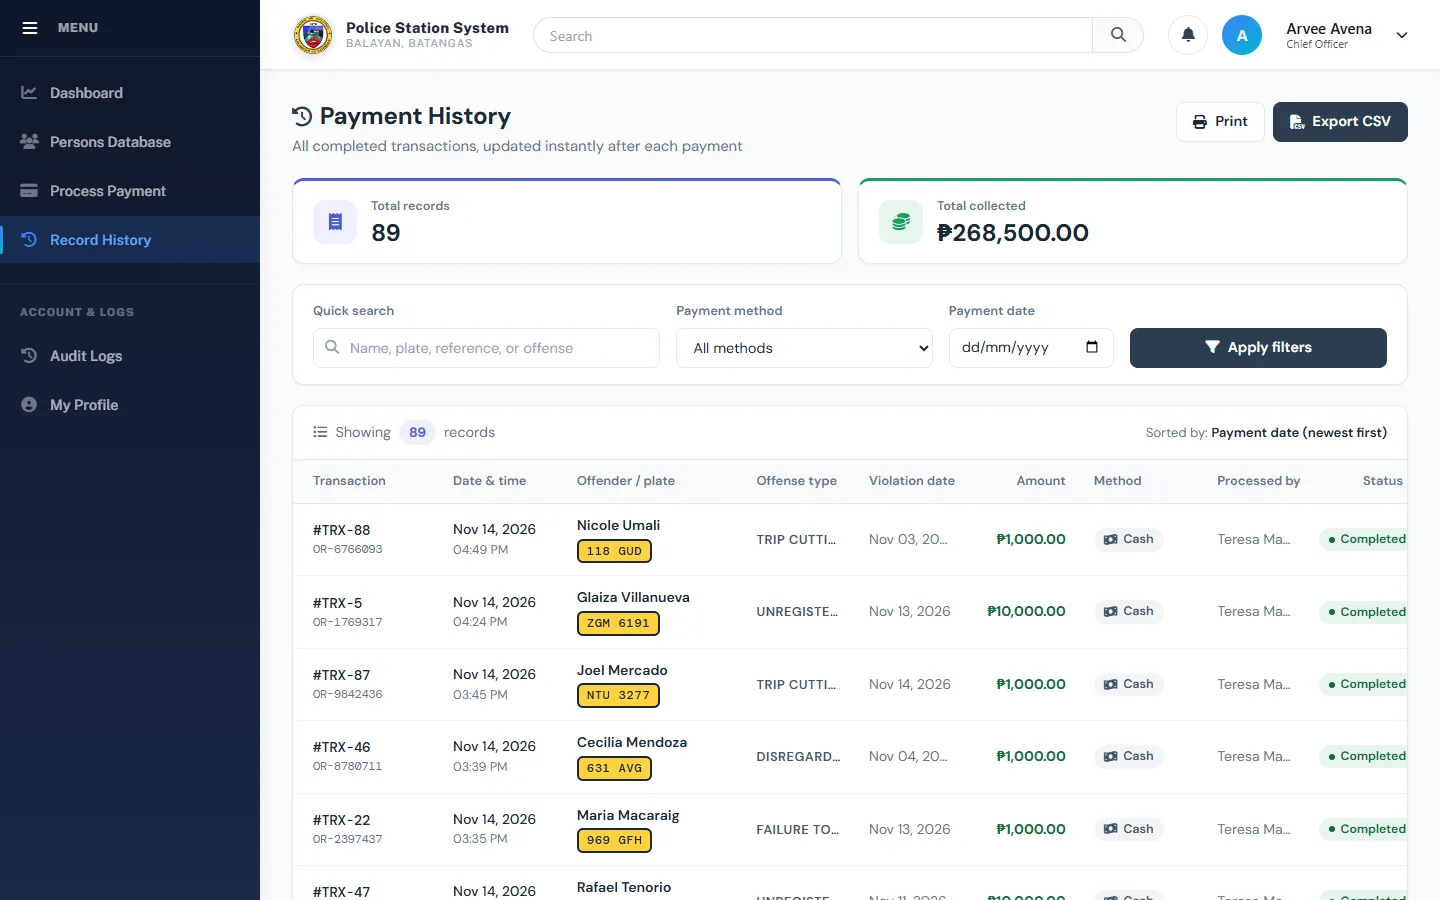 MENU
Police Station System
BALAYAN, BATANGAS
Search
A
Arvee Avena
Chief Officer
Dashboard
Persons Database
Process Payment
Record History
ACCOUNT & LOGS
Audit Logs
My Profile
Payment History
All completed transactions, updated instantly after each payment
Print
Export CSV
Total records
89
Total collected
₱268,500.00
Quick search
Name, plate, reference, or offense
Payment method
All methods
Payment date
dd/mm/yyyy
Apply filters
Showing 89 records
Sorted by: Payment date (newest first)
Transaction Date & time Offender / plate Offense type Violation date Amount Method Processed by Status
#TRX-88
OR-6766093
Nov 14, 2026
04:49 PM
Nicole Umali
118 GUD
TRIP CUTTI…
Nov 03, 20…
₱1,000.00
Cash
Teresa Ma…
Completed
#TRX-5
OR-1769317
Nov 14, 2026
04:24 PM
Glaiza Villanueva
ZGM 6191
UNREGISTE…
Nov 13, 2026
₱10,000.00
Cash
Teresa Ma…
Completed
#TRX-87
OR-9842436
Nov 14, 2026
03:45 PM
Joel Mercado
NTU 3277
TRIP CUTTI…
Nov 14, 2026
₱1,000.00
Cash
Teresa Ma…
Completed
#TRX-46
OR-8780711
Nov 14, 2026
03:39 PM
Cecilia Mendoza
631 AVG
DISREGARD…
Nov 04, 20…
₱1,000.00
Cash
Teresa Ma…
Completed
#TRX-22
OR-2397437
Nov 14, 2026
03:35 PM
Maria Macaraig
969 GFH
FAILURE TO…
Nov 13, 2026
₱1,000.00
Cash
Teresa Ma…
Completed
#TRX-47
Nov 14, 2026
Rafael Tenorio